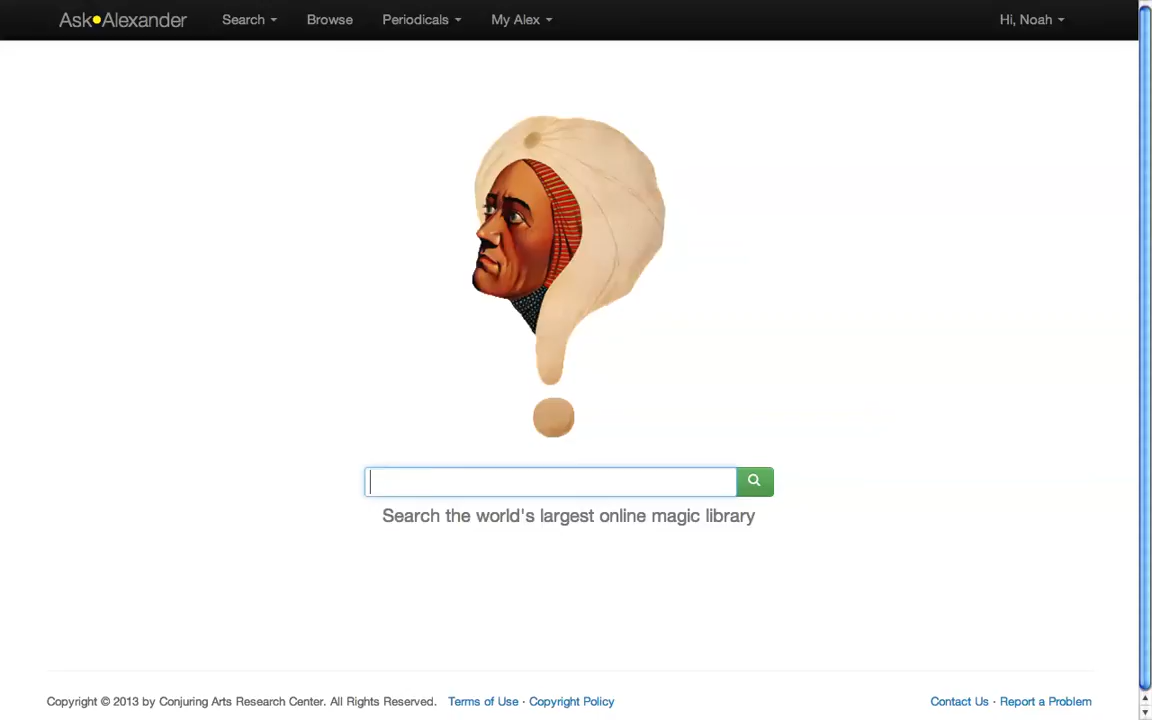 Ask•Alexander Search Browse Periodicals My Alex Hi, Noah
Search the world's largest online magic library
Copyright © 2013 by Conjuring Arts Research Center. All Rights Reserved. Terms of Use · Copyright Policy Contact Us · Report a Problem